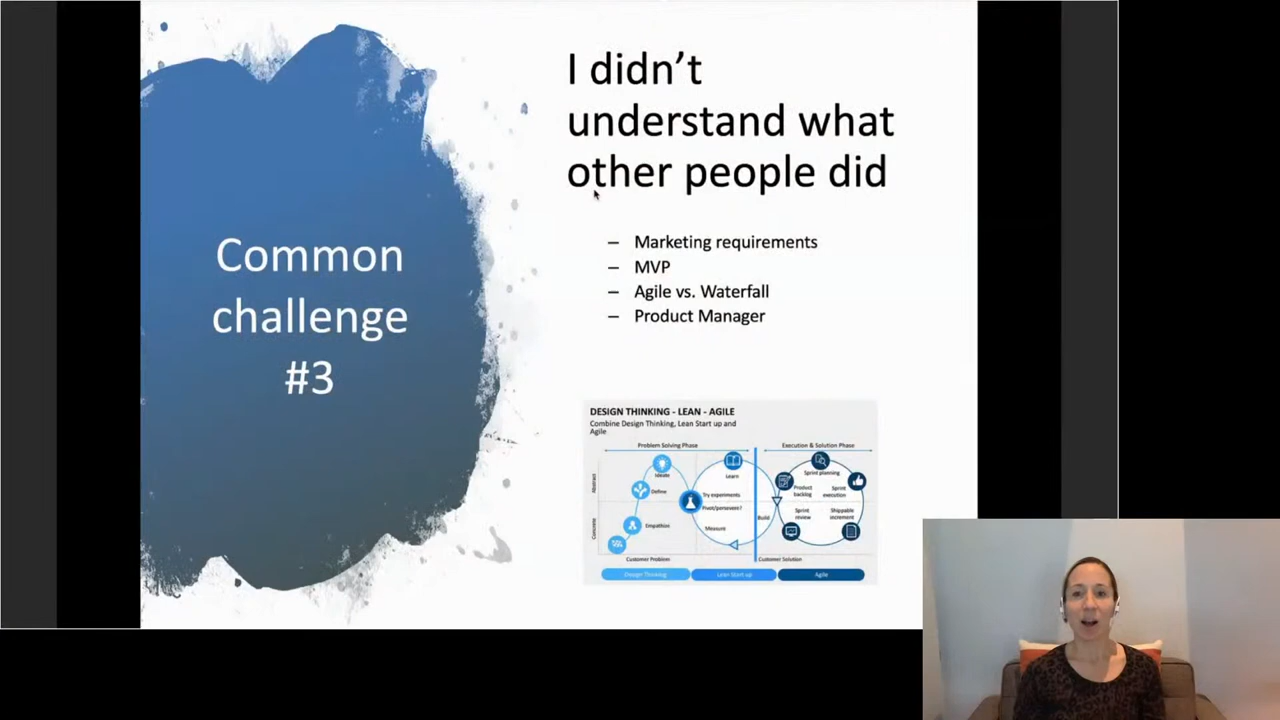 Common
challenge
#3
I didn't
understand what
other people did
– Marketing requirements
– MVP
– Agile vs. Waterfall
– Product Manager
DESIGN THINKING - LEAN - AGILE
Combine Design Thinking, Lean Start up and
Agile
Problem Solving Phase
Execution & Solution Phase
Abstract
Concrete
Ideate
Define
Empathise
Learn
Try experiments
Pivot/persevere?
Measure
Build
Sprint planning
Product
backlog
Sprint
execution
Sprint
review
Shippable
increment
Customer Problem
Customer Solution
Design Thinking
Lean Start up
Agile